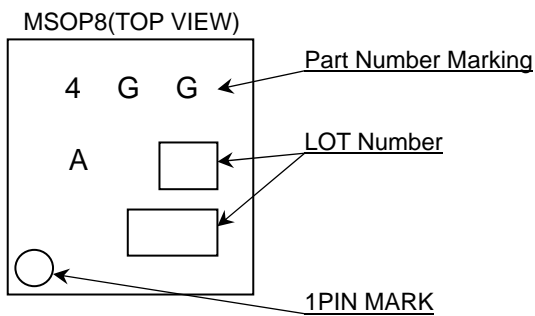 MSOP8(TOP VIEW)
4 G G
Part Number Marking
A
LOT Number
1PIN MARK